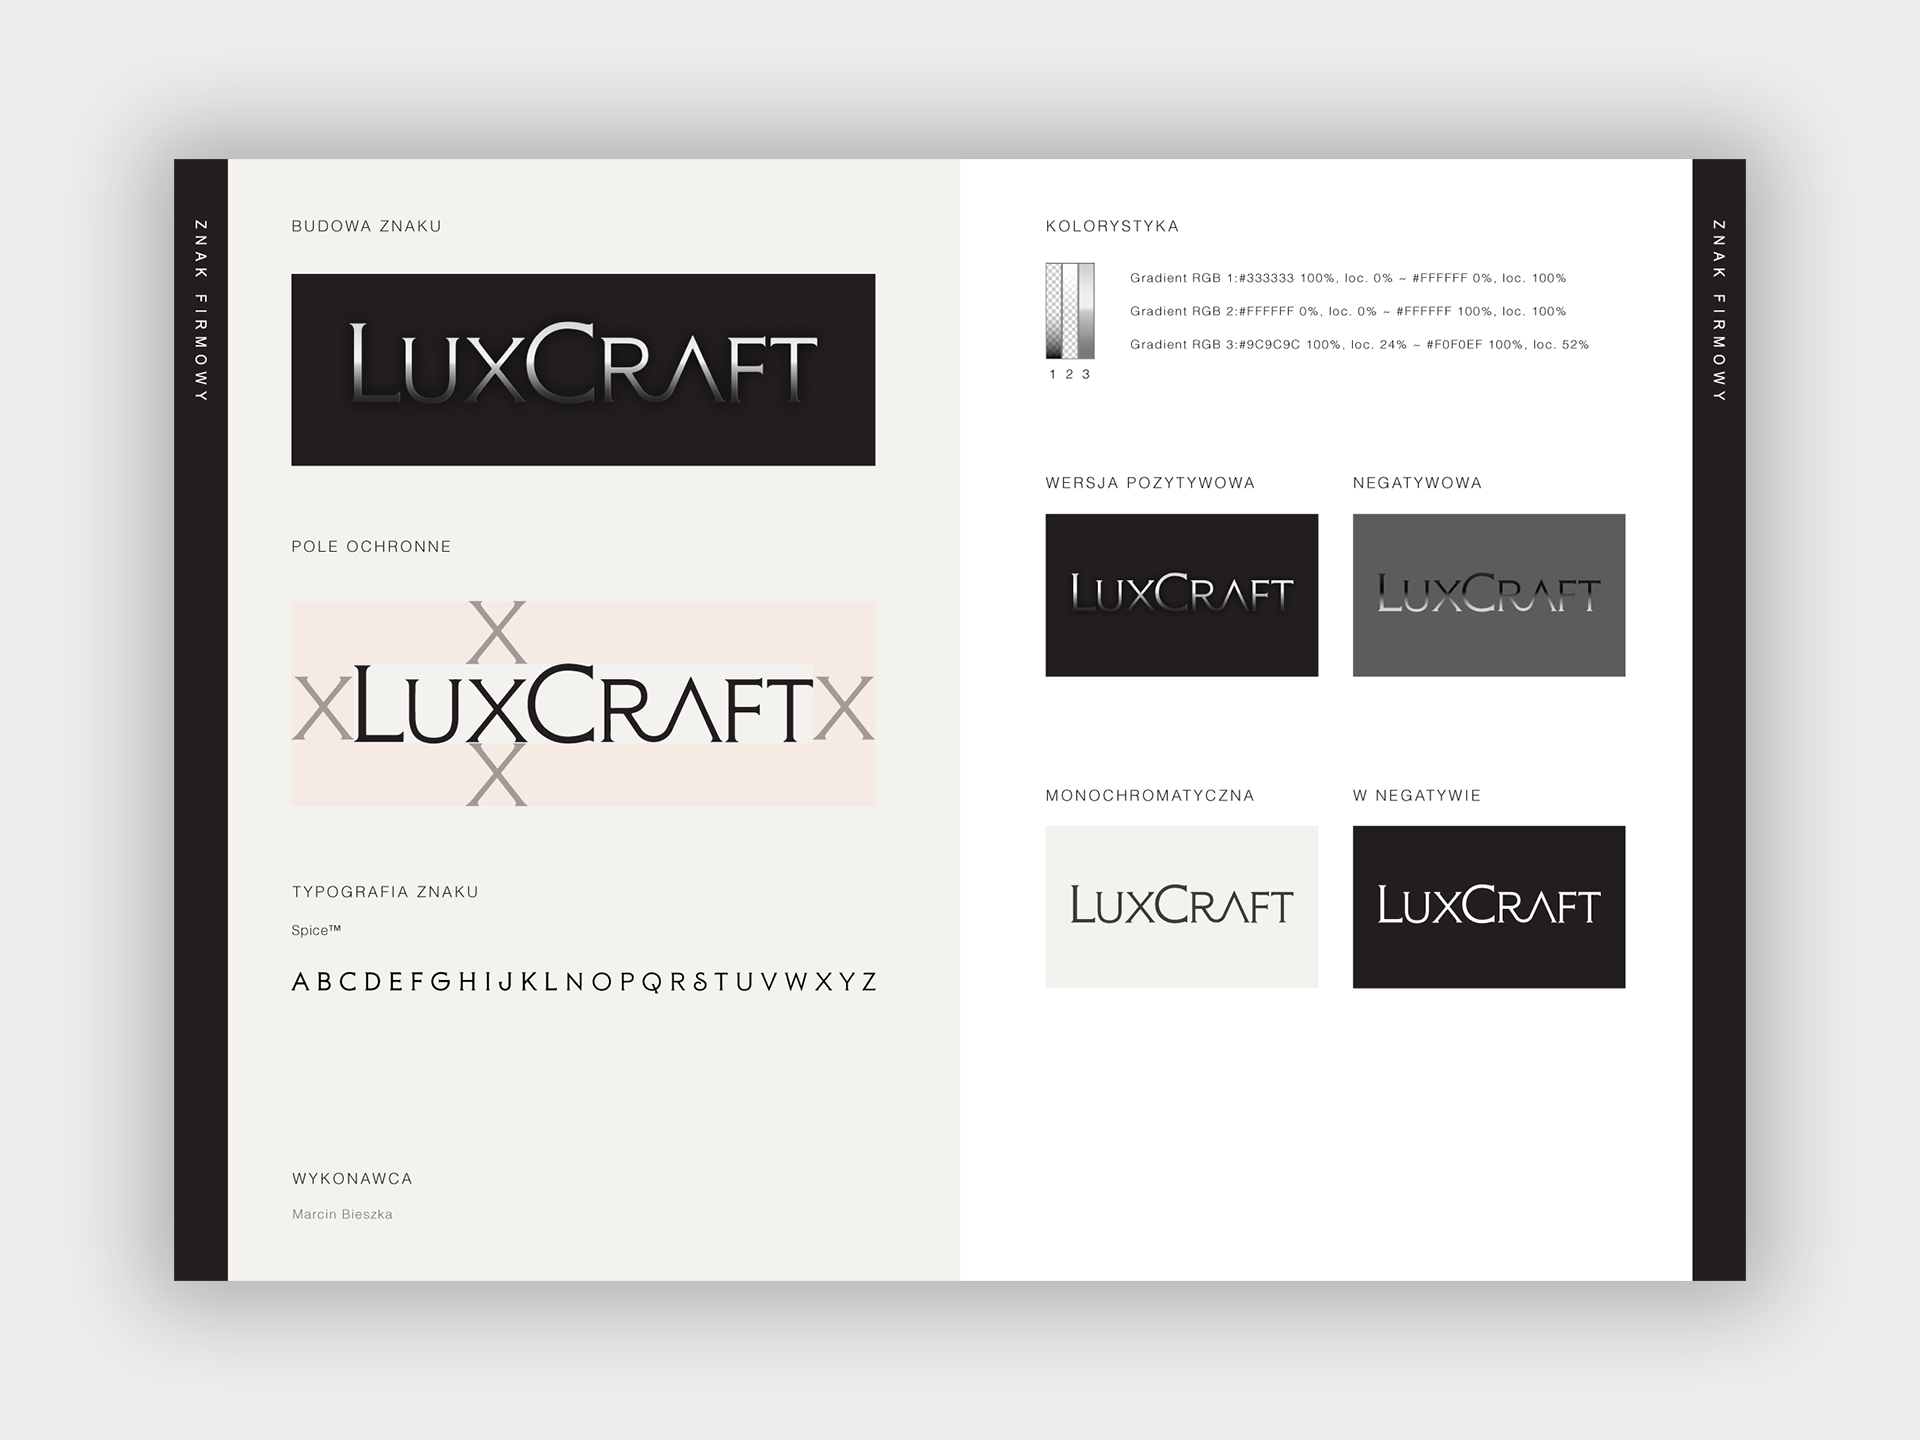 ZNAK FIRMOWY
BUDOWA ZNAKU
LUXCRAFT
POLE OCHRONNE
X
XLUXCRAFTX
X
TYPOGRAFIA ZNAKU
Spice™
ABCDEFGHIJKLNOPQRSTUVWXYZ
WYKONAWCA
Marcin Bieszka
KOLORYSTYKA
Gradient RGB 1:#333333 100%, loc. 0% ~ #FFFFFF 0%, loc. 100%
Gradient RGB 2:#FFFFFF 0%, loc. 0% ~ #FFFFFF 100%, loc. 100%
Gradient RGB 3:#9C9C9C 100%, loc. 24% ~ #F0F0EF 100%, loc. 52%
1 2 3
WERSJA POZYTYWOWA
LUXCRAFT
NEGATYWOWA
LUXCRAFT
MONOCHROMATYCZNA
LUXCRAFT
W NEGATYWIE
LUXCRAFT
ZNAK FIRMOWY